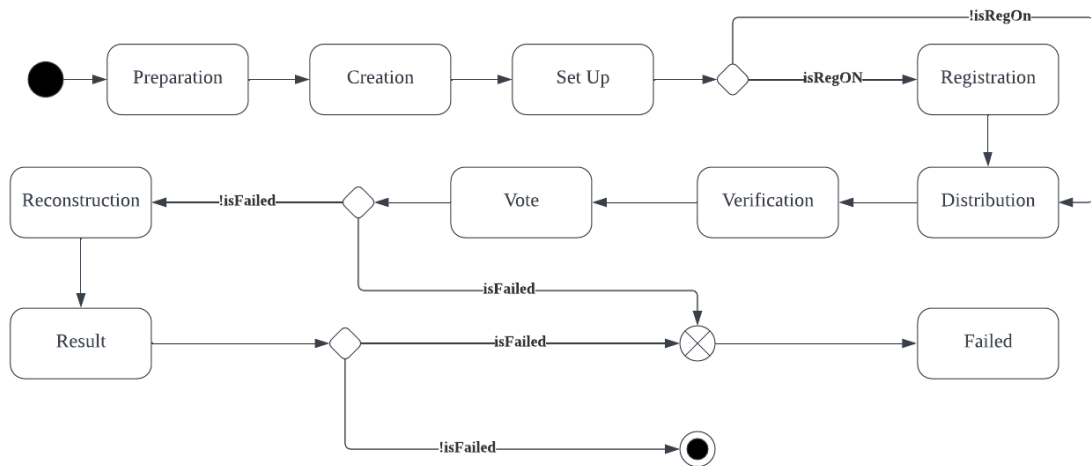 !isRegOn
Preparation
Creation
Set Up
isRegON
Registration
Reconstruction
!isFailed
Vote
Verification
Distribution
isFailed
Result
isFailed
Failed
!isFailed